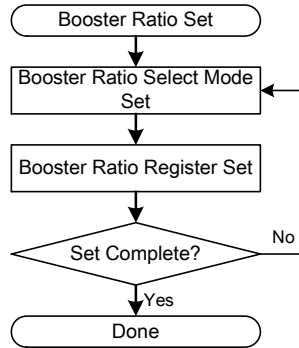 Booster Ratio Set
Booster Ratio Select Mode
Set
Booster Ratio Register Set
Set Complete?
No
Yes
Done